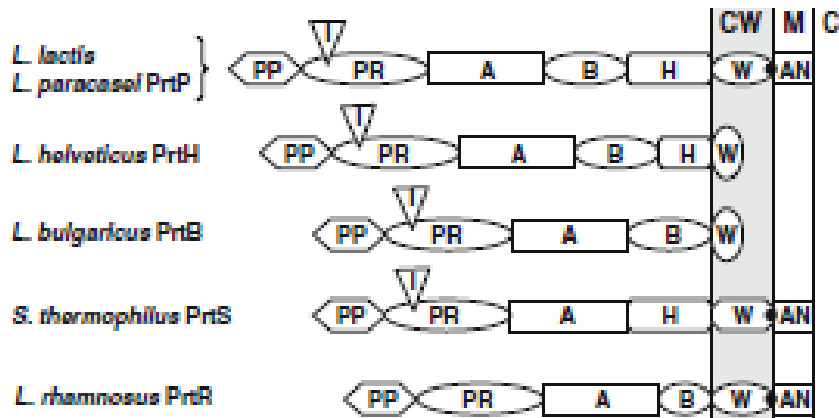 CW M C
L. lactis
L. paracasei PrtP
I
PP PR A B H W AN
I
L. helveticus PrtH PP PR A B H W
I
L. bulgaricus PrtB PP PR A B W
I
S. thermophilus PrtS PP PR A H W AN
L. rhamnosus PrtR PP PR A B W AN